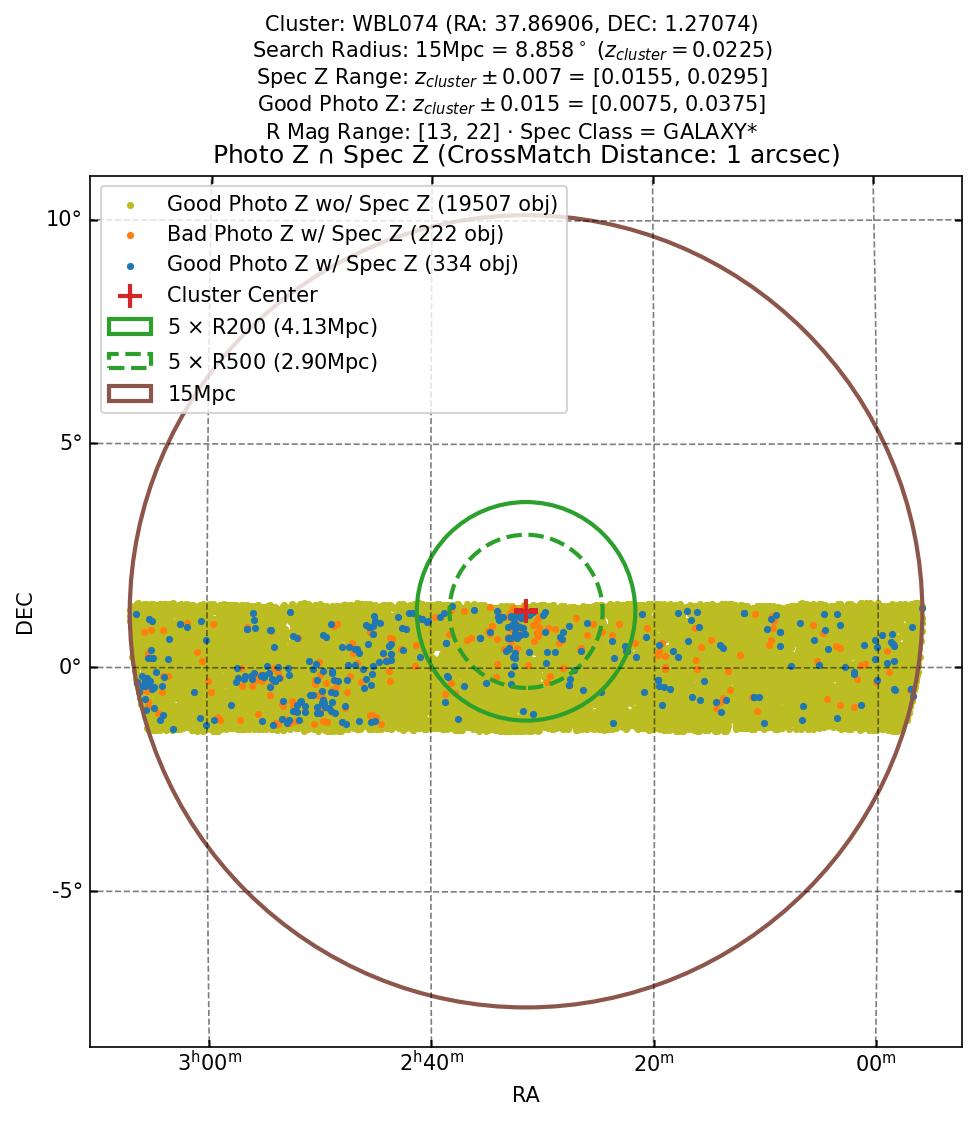 Cluster: WBL074 (RA: 37.86906, DEC: 1.27074)
Search Radius: 15Mpc = 8.858° (z_cluster = 0.0225)
Spec Z Range: z_cluster ± 0.007 = [0.0155, 0.0295]
Good Photo Z: z_cluster ± 0.015 = [0.0075, 0.0375]
R Mag Range: [13, 22] · Spec Class = GALAXY*
Photo Z ∩ Spec Z (CrossMatch Distance: 1 arcsec)
Good Photo Z wo/ Spec Z (19507 obj)
Bad Photo Z w/ Spec Z (222 obj)
Good Photo Z w/ Spec Z (334 obj)
Cluster Center
5 × R200 (4.13Mpc)
5 × R500 (2.90Mpc)
15Mpc
10°
5°
0°
-5°
DEC
3ʰ00ᵐ
2ʰ40ᵐ
20ᵐ
00ᵐ
RA